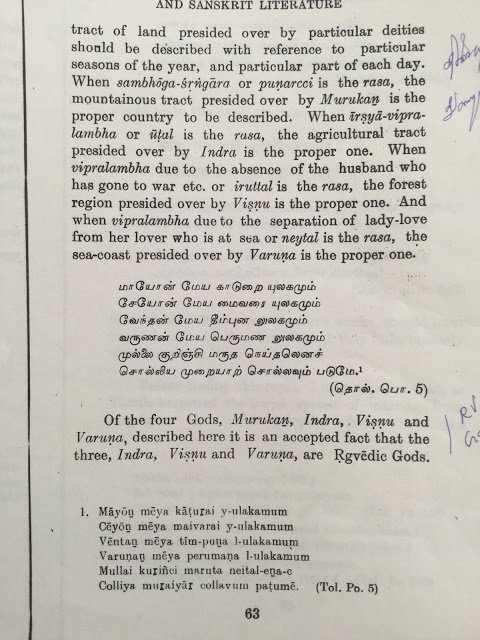 AND SANSKRIT LITERATURE
tract of land presided over by particular deities
should be described with reference to particular
seasons of the year, and particular part of each day.
When sambhōga-śṛṅgāra or puṇarcci is the rasa, the
mountainous tract presided over by Murukaṉ is the
proper country to be described. When īrṣyā-vipra-
lambha or ūṭal is the rasa, the agricultural tract
presided over by Indra is the proper one. When
vipralambha due to the absence of the husband who
has gone to war etc. or iruttal is the rasa, the forest
region presided over by Viṣṇu is the proper one. And
when vipralambha due to the separation of lady-love
from her lover who is at sea or neytal is the rasa, the
sea-coast presided over by Varuṇa is the proper one.
மாயோன் மேய காடுறை யுலகமும்
சேயோன் மேய மைவரை யுலகமும்
வேந்தன் மேய தீம்புன லுலகமும்
வருணன் மேய பெருமண லுலகமும்
முல்லை குறிஞ்சி மருத நெய்தலெனச்
சொல்லிய முறையாற் சொல்லவும் படுமே.¹
(தொல். பொ. 5)
Of the four Gods, Murukaṉ, Indra, Viṣṇu and
Varuṇa, described here it is an accepted fact that the
three, Indra, Viṣṇu and Varuṇa, are Ṛgvēdic Gods.
RV
1. Māyōṉ mēya kāṭuṟai y-ulakamum
Cēyōṉ mēya maivarai y-ulakamum
Vēntaṉ mēya tīm-puṉa l-ulakamum
Varuṇaṉ mēya perumaṇa l-ulakamum
Mullai kuṟiñci maruta neital-eṉa-c
Colliya muṟaiyāṟ collavum paṭumē. (Tol. Po. 5)
63